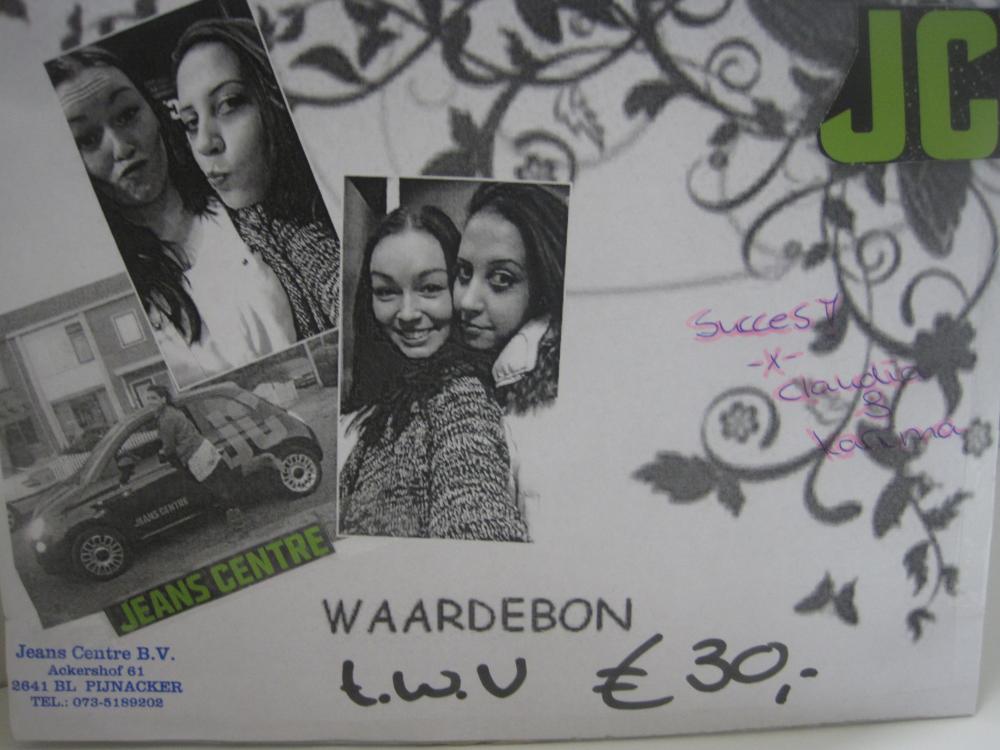 JC
Succes!
-x-
Claudia
&
Karima
JC
JEANS CENTRE
JEANS CENTRE
WAARDEBON
t.w.v € 30,-
Jeans Centre B.V.
Ackershof 61
2641 BL PIJNACKER
TEL.: 073-5189202